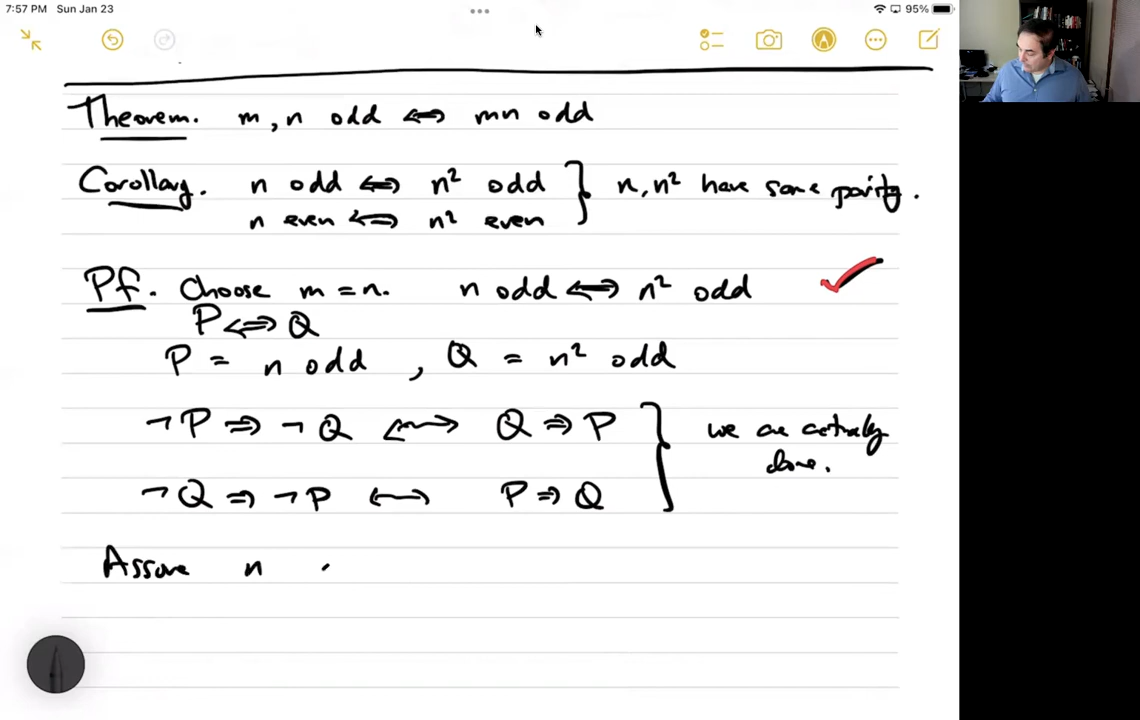 7:57 PM Sun Jan 23
95%
Theorem. m, n odd ⇔ mn odd
Corollary. n odd ⇔ n² odd } n, n² have same parity.
n even ⇔ n² even
Pf. Choose m = n. n odd ⇔ n² odd ✓
P ⇔ Q
P = n odd, Q = n² odd
¬P ⇒ ¬Q ↔ Q ⇒ P } we are actually
done.
¬Q ⇒ ¬P ↔ P ⇒ Q
Assume n